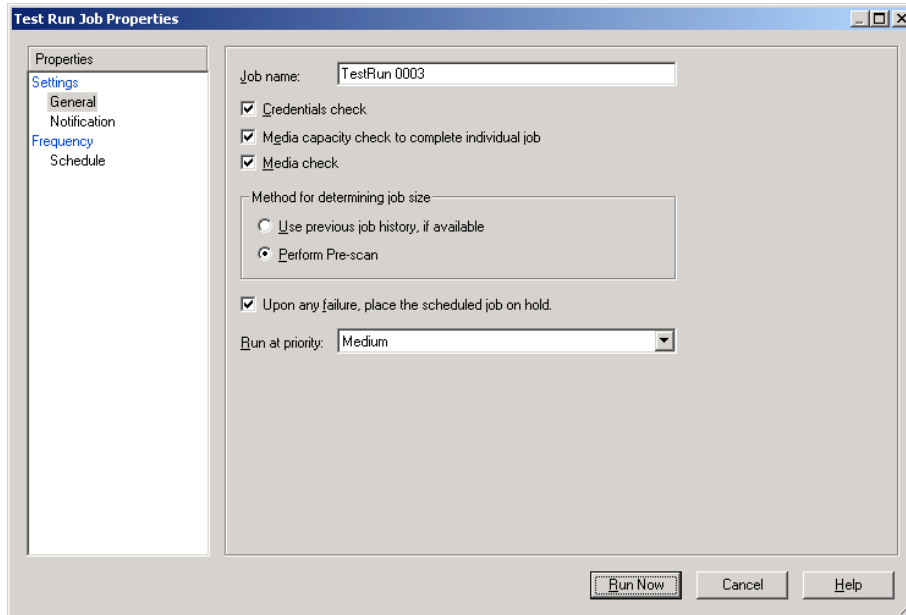 Test Run Job Properties
Properties
Settings
General
Notification
Frequency
Schedule
Job name: TestRun 0003
Credentials check
Media capacity check to complete individual job
Media check
Method for determining job size
Use previous job history, if available
Perform Pre-scan
Upon any failure, place the scheduled job on hold.
Run at priority: Medium
Run Now Cancel Help